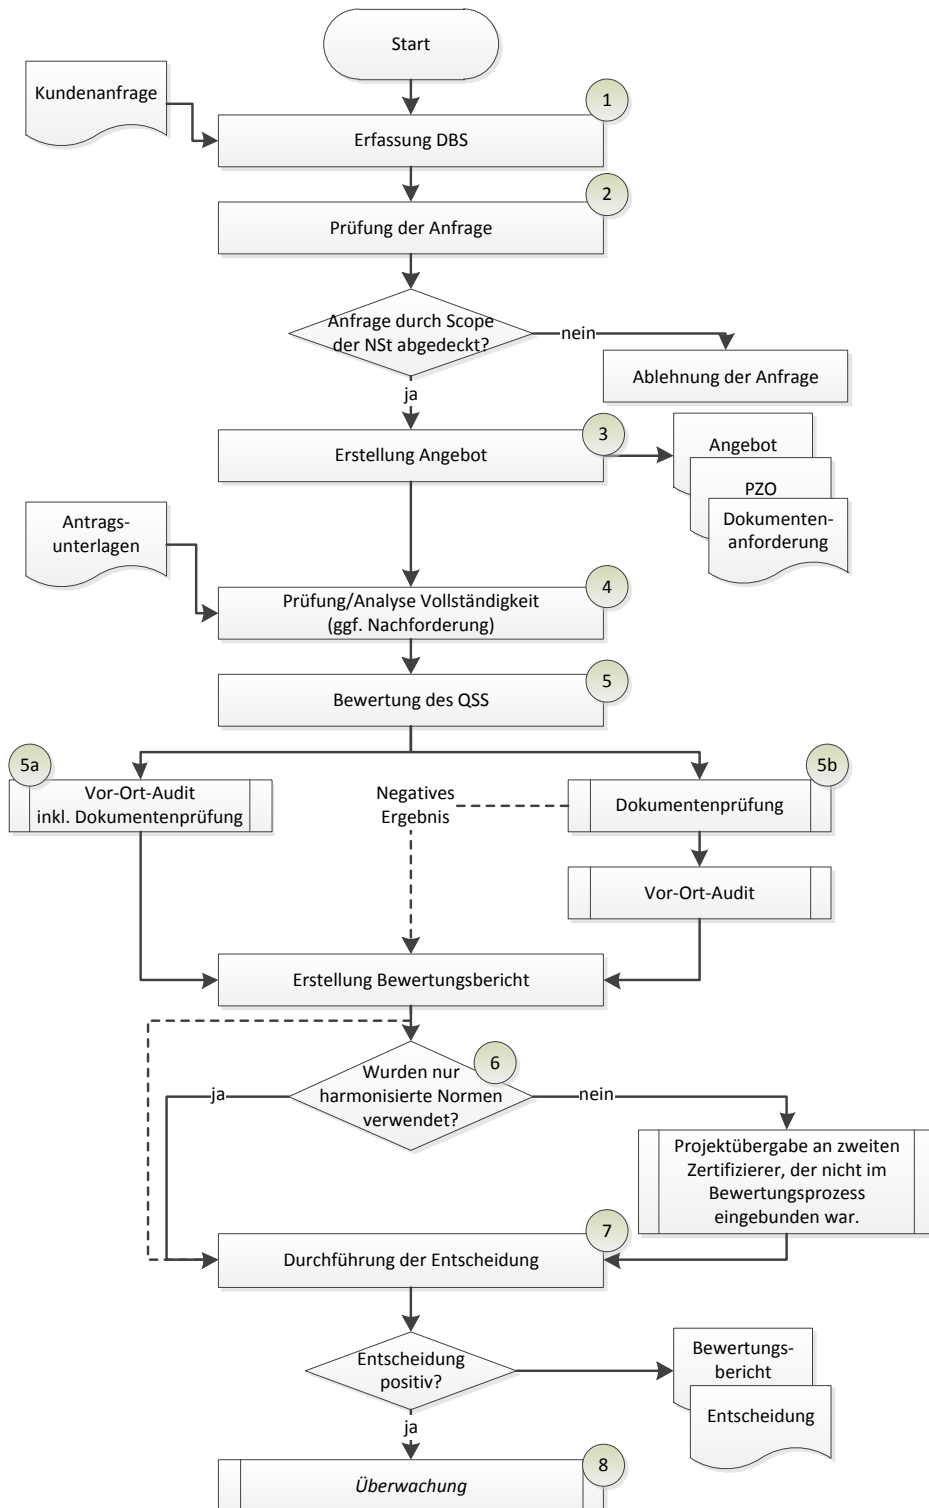 Start
Kundenanfrage
1
Erfassung DBS
2
Prüfung der Anfrage
Anfrage durch Scope
der NSt abgedeckt?
nein
Ablehnung der Anfrage
ja
3
Erstellung Angebot
Angebot
PZO
Dokumenten-
anforderung
Antrags-
unterlagen
4
Prüfung/Analyse Vollständigkeit
(ggf. Nachforderung)
5
Bewertung des QSS
5a
Vor-Ort-Audit
inkl. Dokumentenprüfung
Negatives
Ergebnis
5b
Dokumentenprüfung
Vor-Ort-Audit
Erstellung Bewertungsbericht
6
Wurden nur
harmonisierte Normen
verwendet?
ja
nein
Projektübergabe an zweiten
Zertifizierer, der nicht im
Bewertungsprozess
eingebunden war.
7
Durchführung der Entscheidung
Entscheidung
positiv?
Bewertungs-
bericht
Entscheidung
ja
8
Überwachung